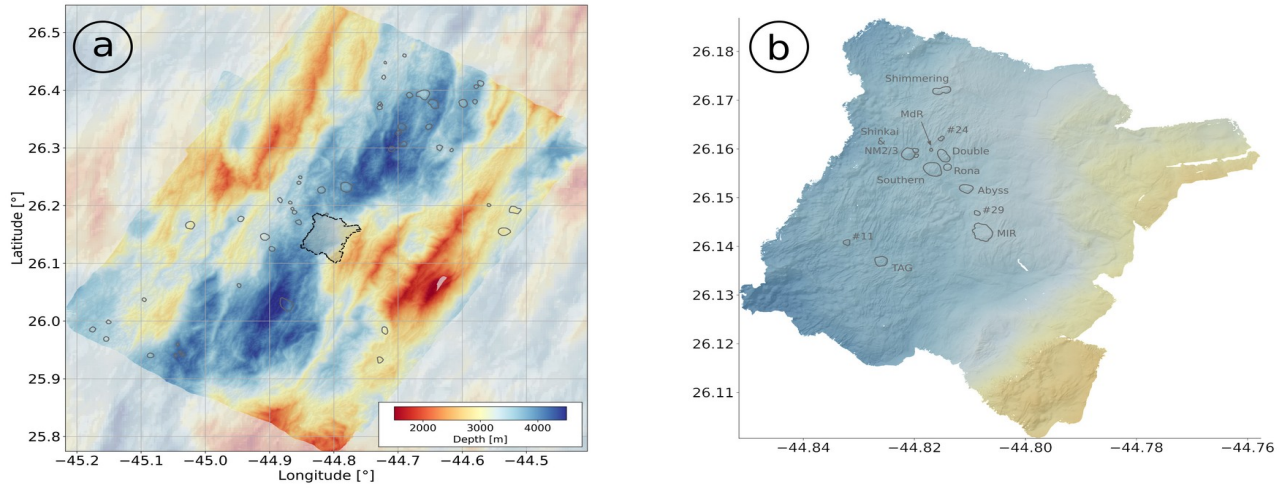 a
26.5
26.4
26.3
26.2
26.1
26.0
25.9
25.8
Latitude [°]
2000 3000 4000
Depth [m]
−45.2 −45.1 −45.0 −44.9 −44.8 −44.7 −44.6 −44.5
Longitude [°]
b
26.18
26.17
26.16
26.15
26.14
26.13
26.12
26.11
Shimmering
MdR
#24
Shinkai
&
NM2/3
Double
Southern
Rona
Abyss
#29
#11
MIR
TAG
−44.84 −44.82 −44.80 −44.78 −44.76